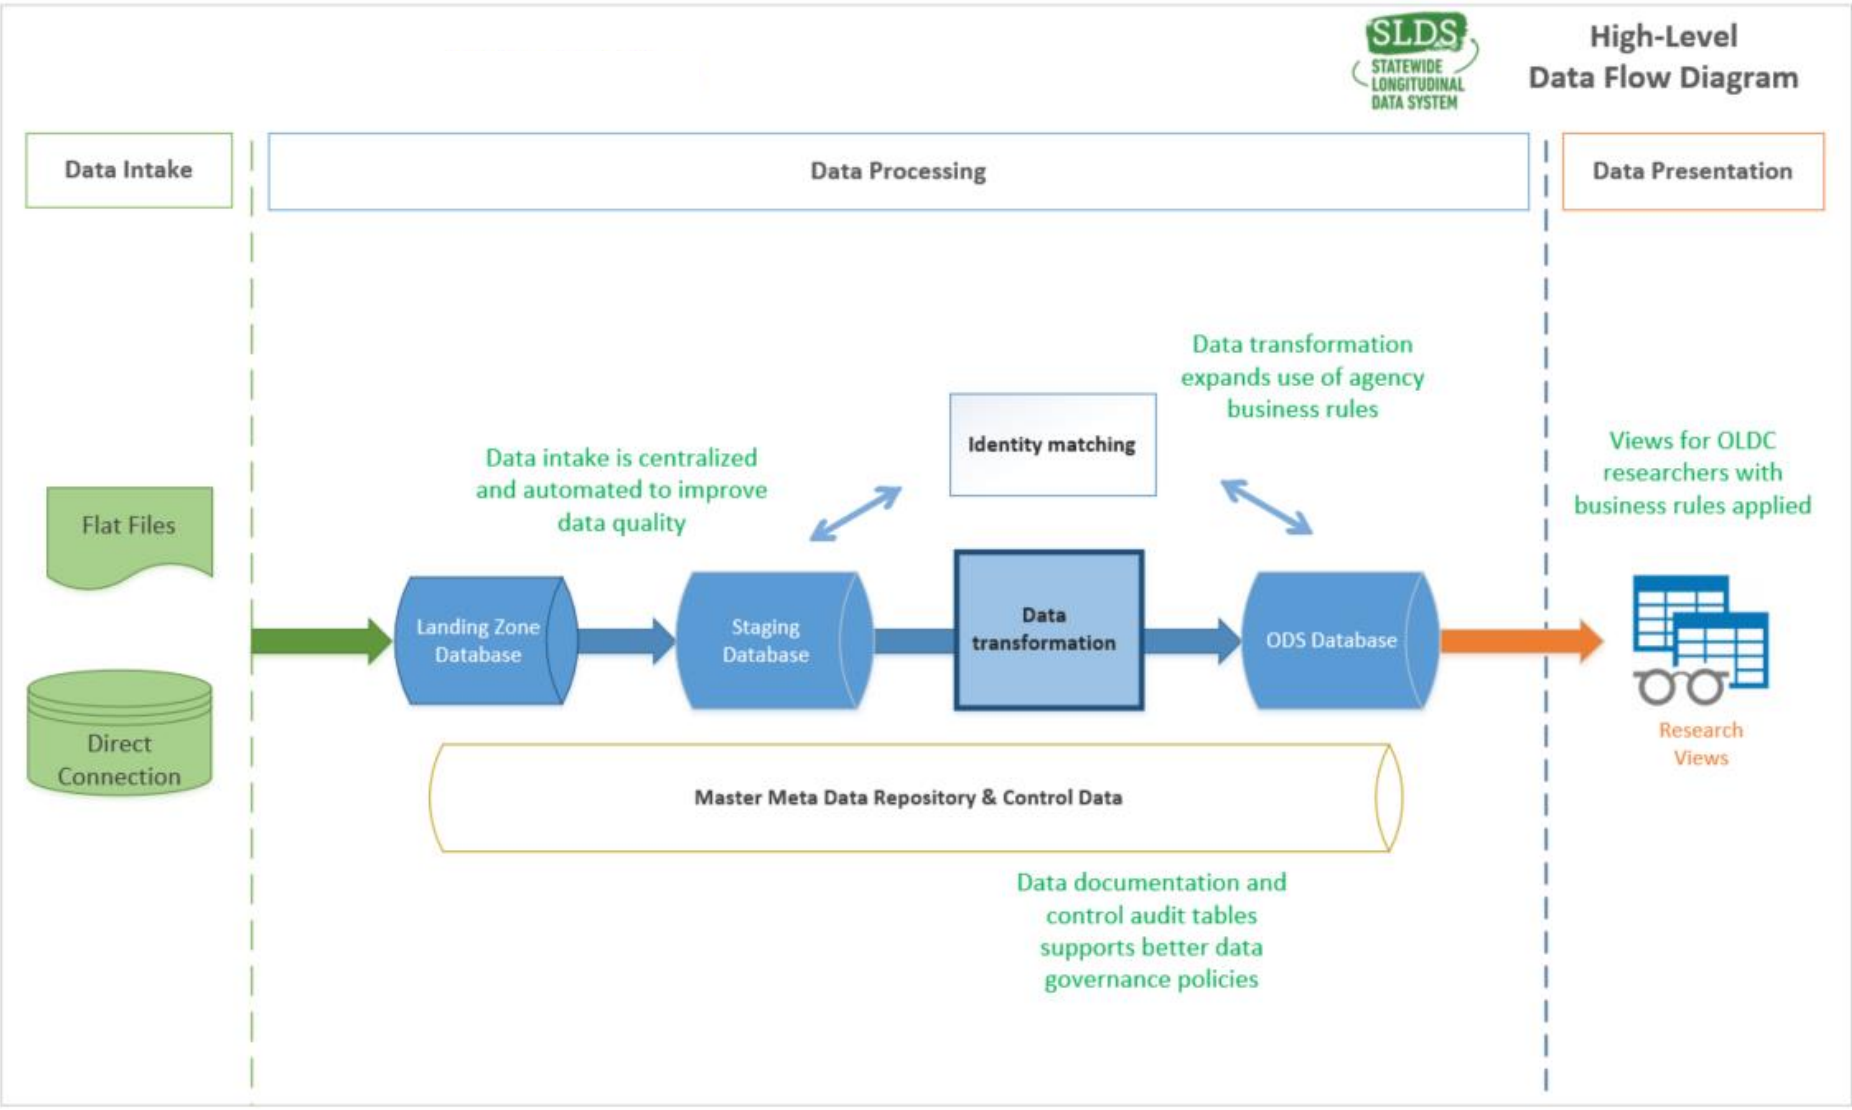 SLDS
STATEWIDE
LONGITUDINAL
DATA SYSTEM
High-Level
Data Flow Diagram
Data Intake
Data Processing
Data Presentation
Data transformation
expands use of agency
business rules
Identity matching
Data intake is centralized
and automated to improve
data quality
Views for OLDC
researchers with
business rules applied
Flat Files
Landing Zone
Database
Staging
Database
Data
transformation
ODS Database
Direct
Connection
Research
Views
Master Meta Data Repository & Control Data
Data documentation and
control audit tables
supports better data
governance policies